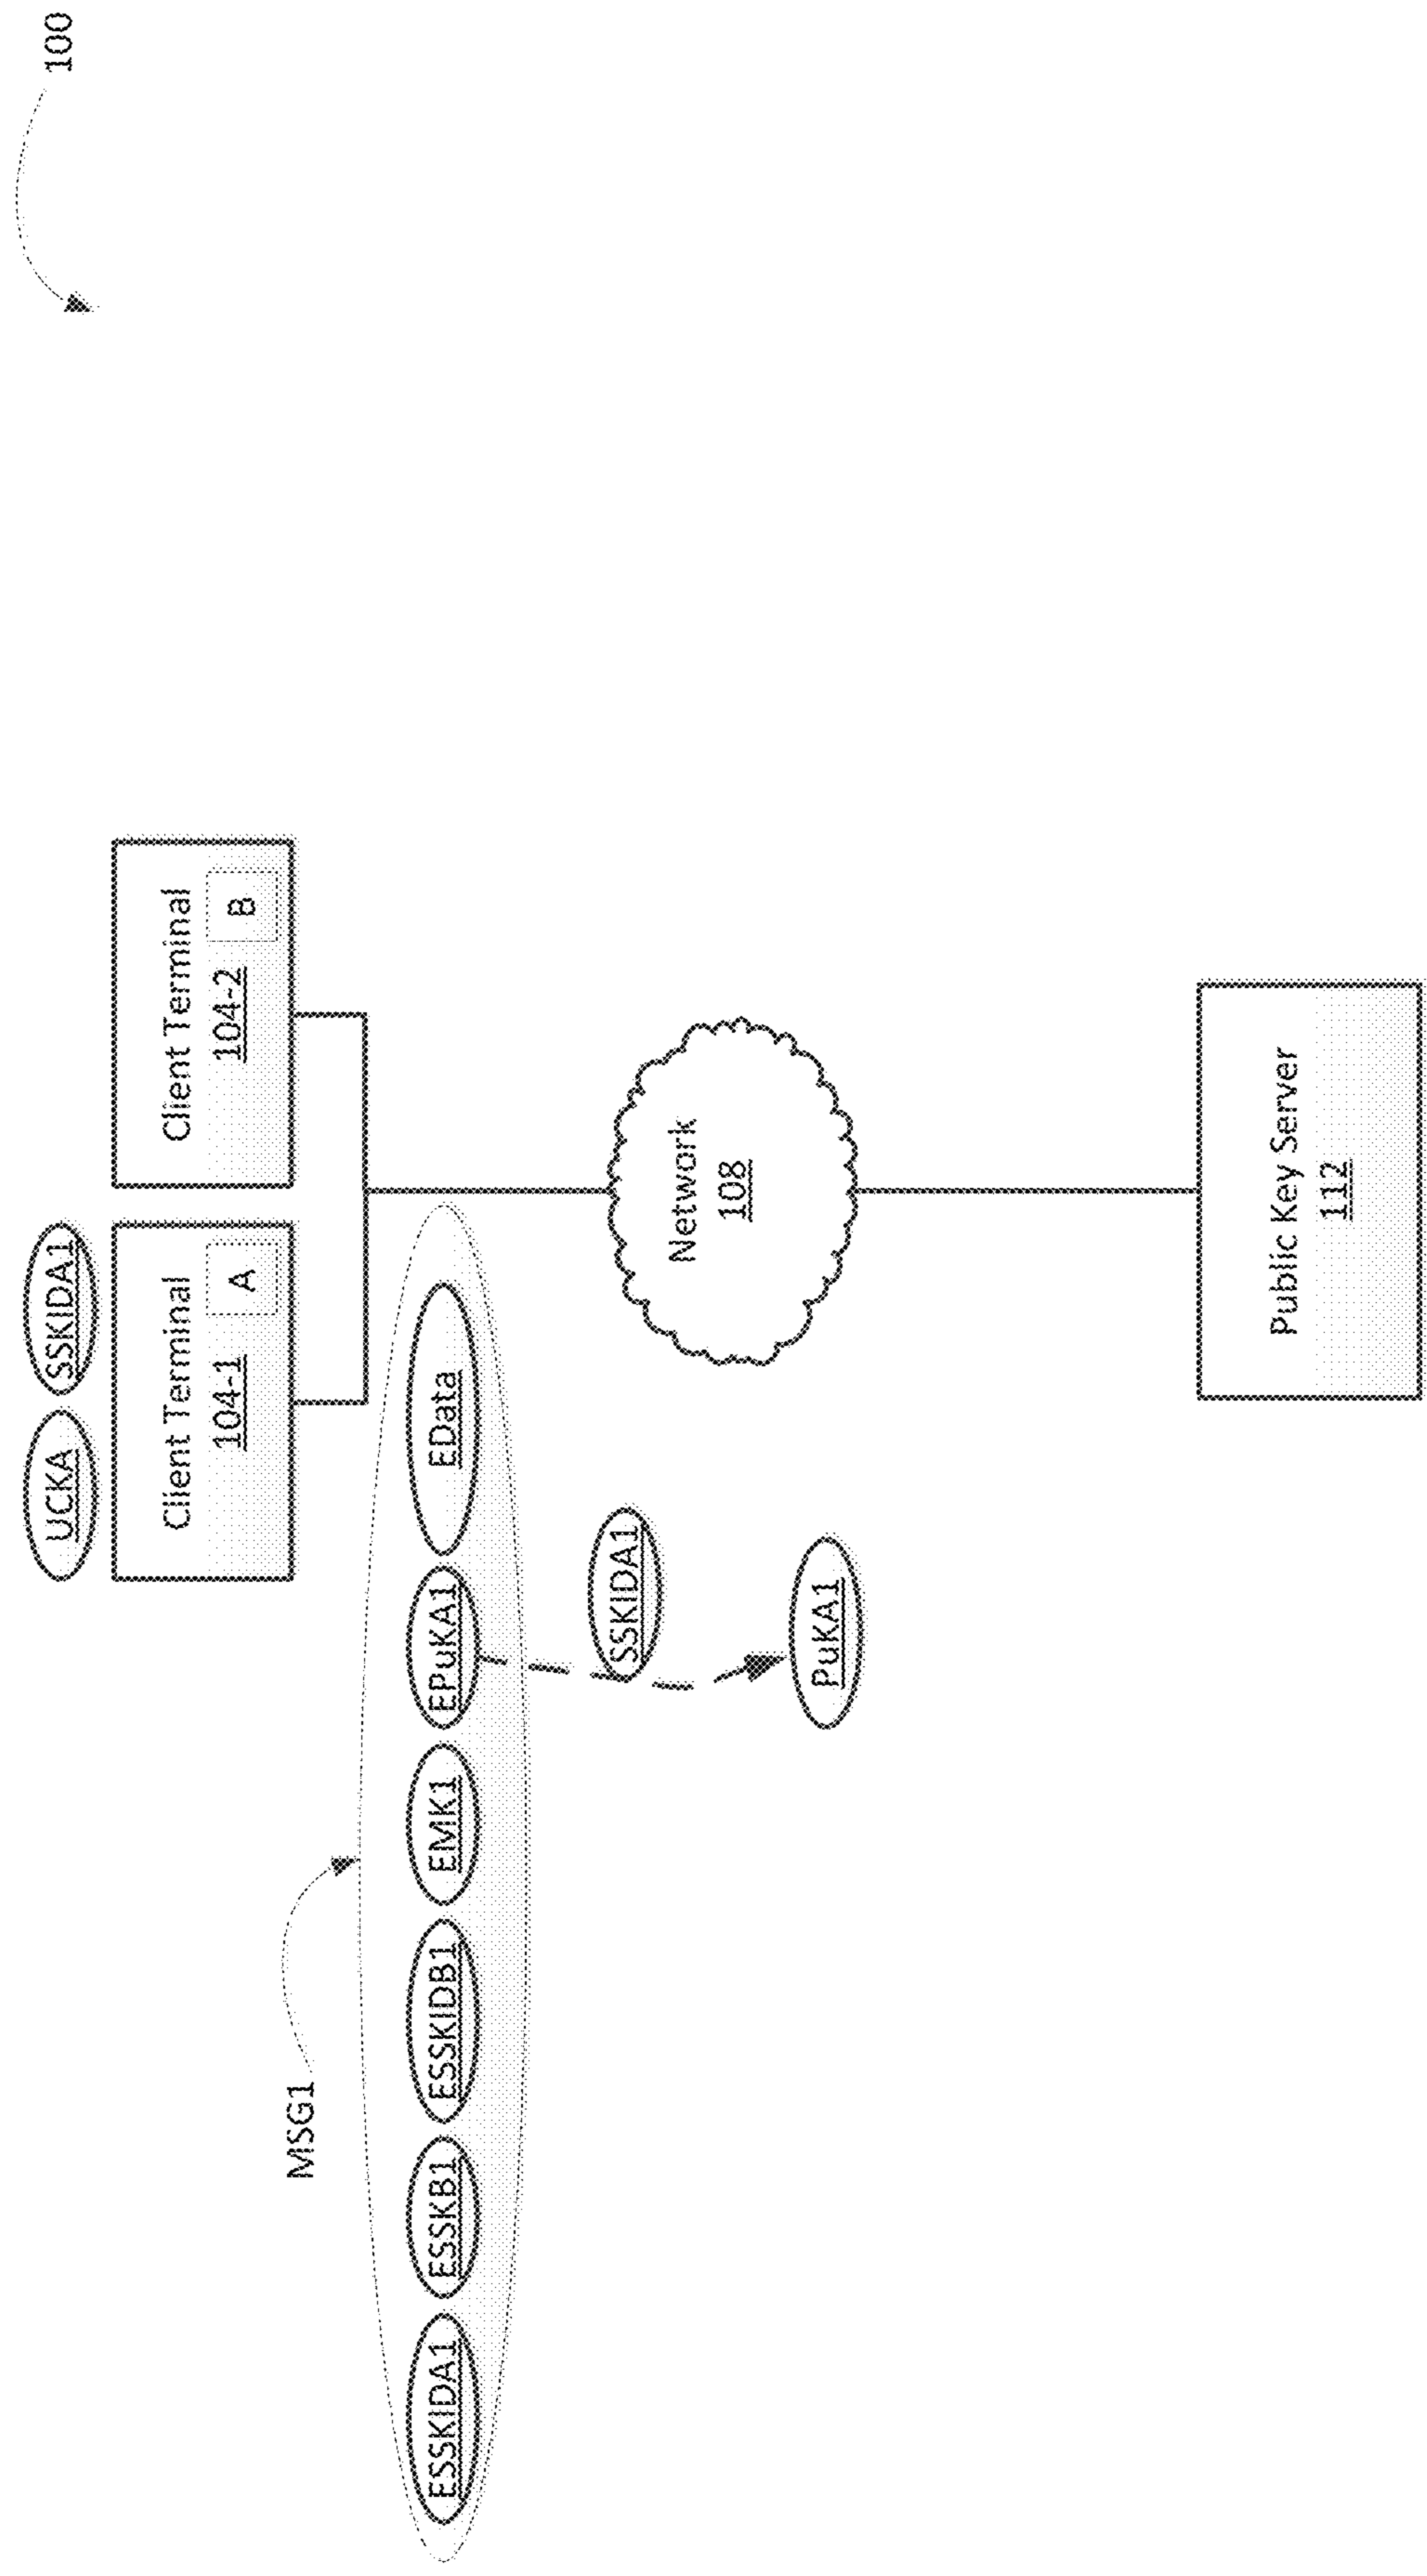 100
UCKA
SSKIDA1
Client Terminal
104-1
A
Client Terminal
104-2
B
MSG1
ESSKIDA1
ESSKB1
ESSKIDB1
EMK1
EPuKA1
EData
SSKIDA1
PuKA1
Network
108
Public Key Server
112